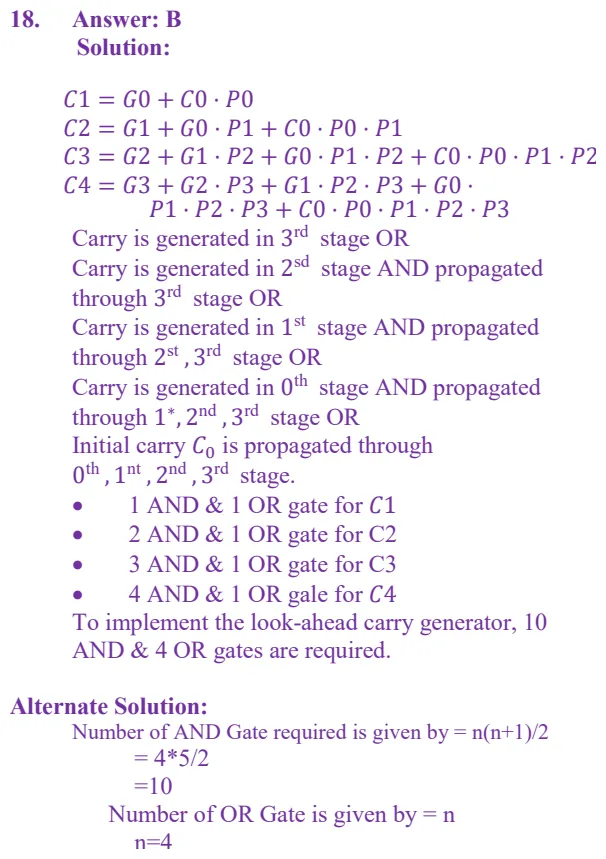 18. Answer: B
Solution:
C1 = G0 + C0 · P0
C2 = G1 + G0 · P1 + C0 · P0 · P1
C3 = G2 + G1 · P2 + G0 · P1 · P2 + C0 · P0 · P1 · P2
C4 = G3 + G2 · P3 + G1 · P2 · P3 + G0 ·
P1 · P2 · P3 + C0 · P0 · P1 · P2 · P3
Carry is generated in 3rd stage OR
Carry is generated in 2sd stage AND propagated
through 3rd stage OR
Carry is generated in 1st stage AND propagated
through 2st , 3rd stage OR
Carry is generated in 0th stage AND propagated
through 1*, 2nd , 3rd stage OR
Initial carry C₀ is propagated through
0th , 1nt , 2nd , 3rd stage.
• 1 AND & 1 OR gate for C1
• 2 AND & 1 OR gate for C2
• 3 AND & 1 OR gate for C3
• 4 AND & 1 OR gale for C4
To implement the look-ahead carry generator, 10
AND & 4 OR gates are required.
Alternate Solution:
Number of AND Gate required is given by = n(n+1)/2
= 4*5/2
=10
Number of OR Gate is given by = n
n=4